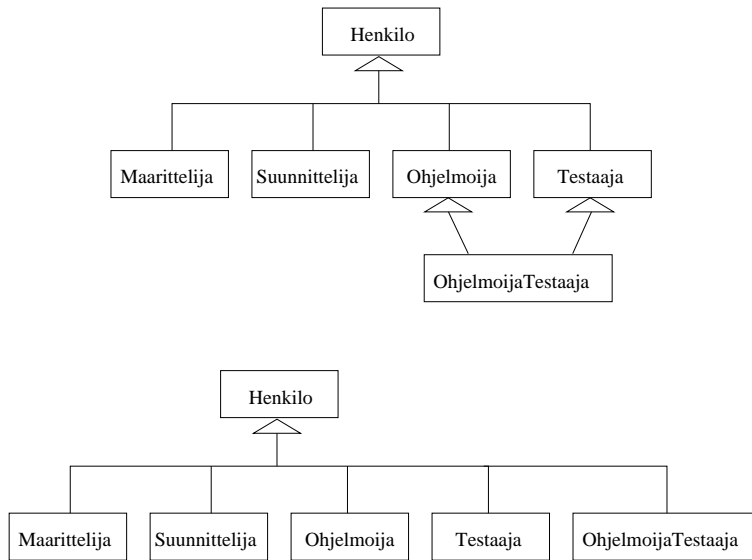 Henkilo
Maarittelija Suunnittelija Ohjelmoija Testaaja
OhjelmoijaTestaaja
Henkilo
Maarittelija Suunnittelija Ohjelmoija Testaaja OhjelmoijaTestaaja